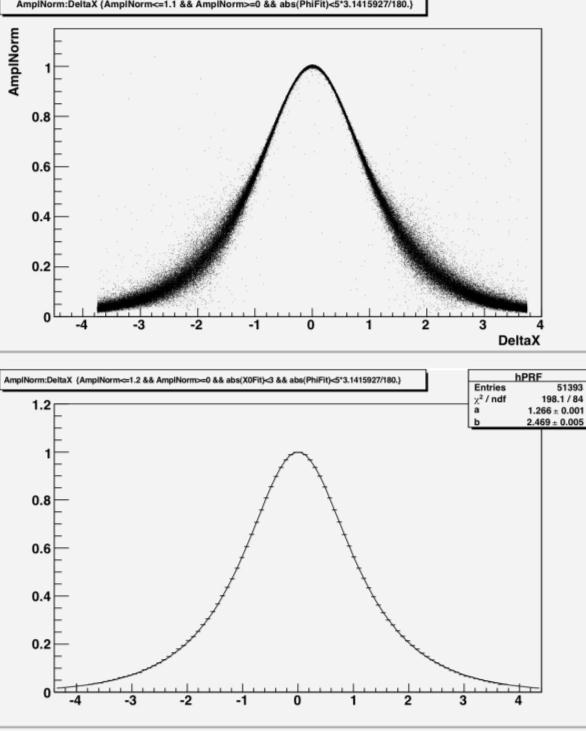 AmplNorm:DeltaX {AmplNorm<=1.1 && AmplNorm>=0 && abs(PhiFit)<5*3.1415927/180.}
AmplNorm
1
0.8
0.6
0.4
0.2
0
-4 -3 -2 -1 0 1 2 3 4
DeltaX
AmplNorm:DeltaX {AmplNorm<=1.2 && AmplNorm>=0 && abs(X0Fit)<3 && abs(PhiFit)<5*3.1415927/180.}
hPRF
Entries 51393
χ² / ndf 198.1 / 84
a 1.266 ± 0.001
b 2.469 ± 0.005
1.2
1
0.8
0.6
0.4
0.2
0
-4 -3 -2 -1 0 1 2 3 4